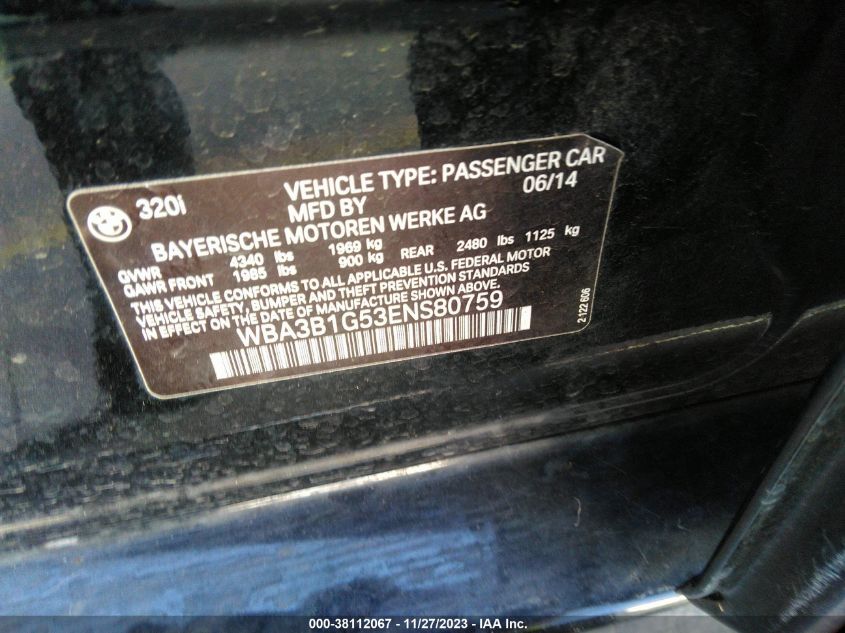 320i
VEHICLE TYPE: PASSENGER CAR
MFD BY 06/14
BAYERISCHE MOTOREN WERKE AG
GVWR 4340 lbs 1969 kg
GAWR FRONT 1985 lbs 900 kg REAR 2480 lbs 1125 kg
THIS VEHICLE CONFORMS TO ALL APPLICABLE U.S. FEDERAL MOTOR
VEHICLE SAFETY, BUMPER AND THEFT PREVENTION STANDARDS
IN EFFECT ON THE DATE OF MANUFACTURE SHOWN ABOVE.
WBA3B1G53ENS80759
2 122 606
000-38112067 - 11/27/2023 - IAA Inc.